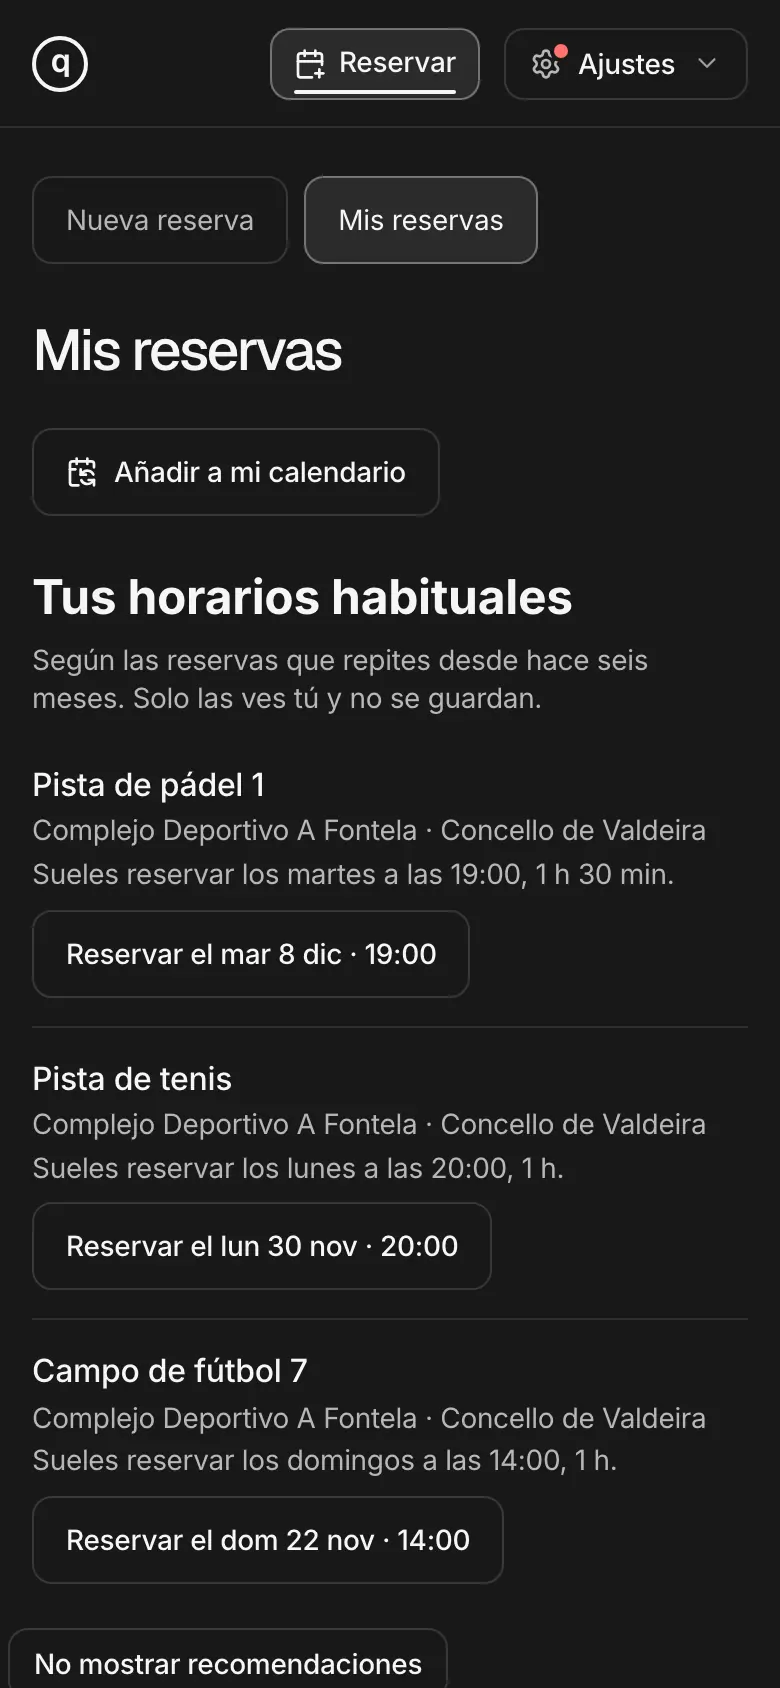 q
Reservar
Ajustes
Nueva reserva
Mis reservas
Mis reservas
Añadir a mi calendario
Tus horarios habituales
Según las reservas que repites desde hace seis
meses. Solo las ves tú y no se guardan.
Pista de pádel 1
Complejo Deportivo A Fontela · Concello de Valdeira
Sueles reservar los martes a las 19:00, 1 h 30 min.
Reservar el mar 8 dic · 19:00
Pista de tenis
Complejo Deportivo A Fontela · Concello de Valdeira
Sueles reservar los lunes a las 20:00, 1 h.
Reservar el lun 30 nov · 20:00
Campo de fútbol 7
Complejo Deportivo A Fontela · Concello de Valdeira
Sueles reservar los domingos a las 14:00, 1 h.
Reservar el dom 22 nov · 14:00
No mostrar recomendaciones